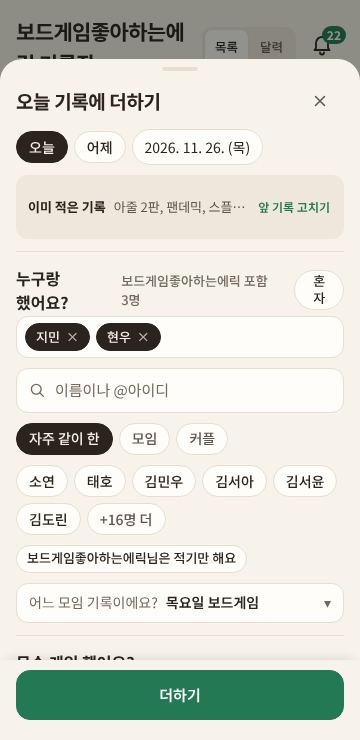 보드게임좋아하는에
목록 달력
22
오늘 기록에 더하기
오늘 어제 2026. 11. 26. (목)
이미 적은 기록 아줄 2판, 팬데믹, 스플… 앞 기록 고치기
누구랑
했어요?
보드게임좋아하는에릭 포함
3명
혼
자
지민 현우
이름이나 @아이디
자주 같이 한 모임 커플
소연 태호 김민우 김서아 김서윤
김도린 +16명 더
보드게임좋아하는에릭님은 적기만 해요
어느 모임 기록이에요? 목요일 보드게임
더하기